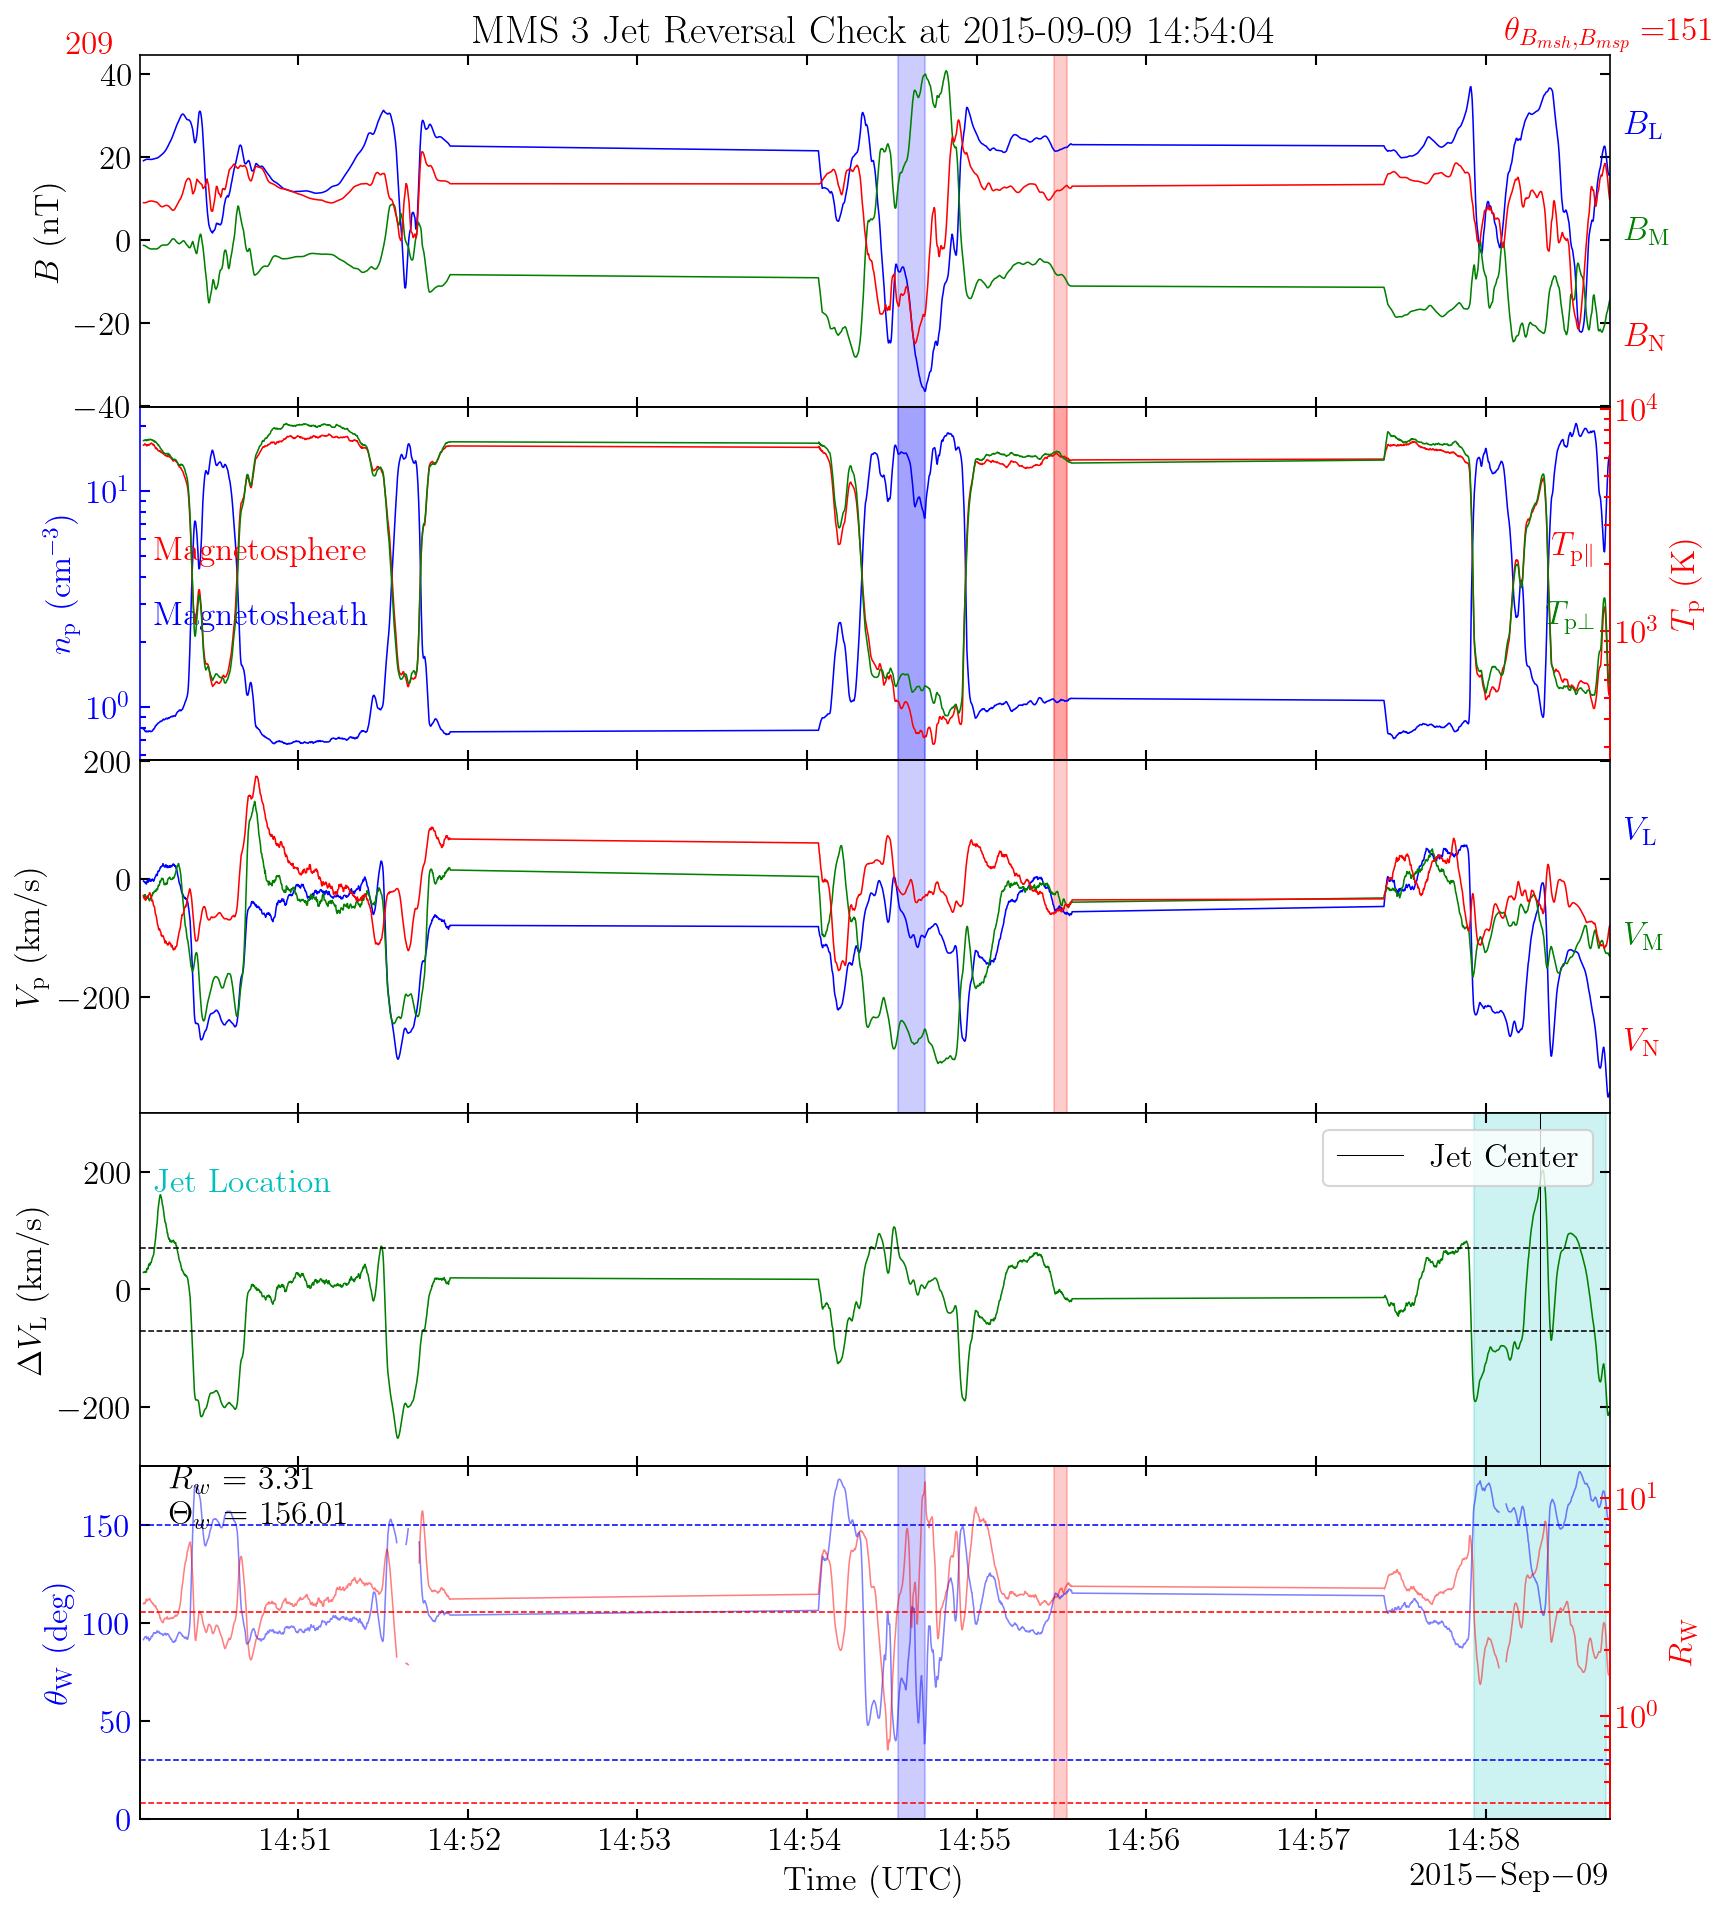 MMS 3 Jet Reversal Check at 2015-09-09 14:54:04
209
θ_{B_{msh},B_{msp}} =151
40
20
0
−20
−40
B (nT)
B_L
B_M
B_N
10^1
10^0
n_p (cm^{−3})
Magnetosphere
Magnetosheath
T_{p∥}
T_{p⊥}
10^4
10^3
T_p (K)
200
0
−200
V_p (km/s)
V_L
V_M
V_N
200
0
−200
ΔV_L (km/s)
Jet Location
Jet Center
R_w = 3.31
Θ_w = 156.01
150
100
50
0
θ_W (deg)
10^1
10^0
R_W
14:51 14:52 14:53 14:54 14:55 14:56 14:57 14:58
2015−Sep−09
Time (UTC)